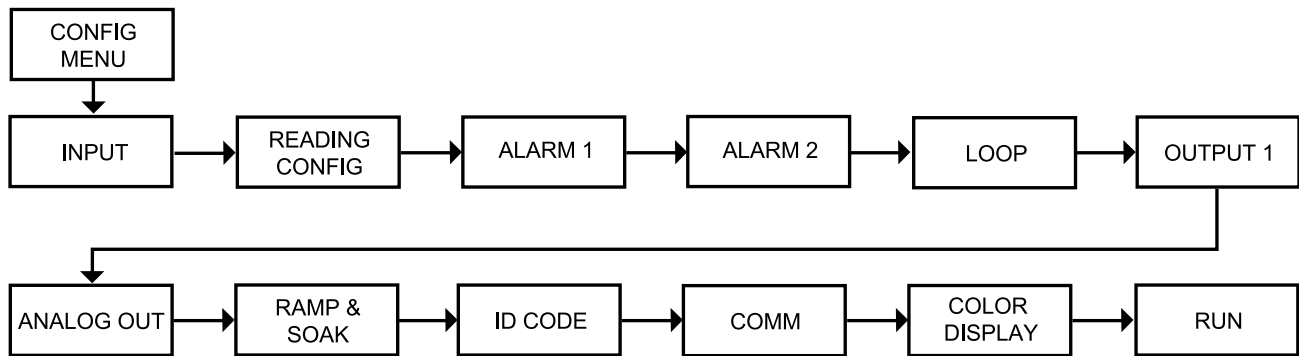 CONFIG
MENU
INPUT
READING
CONFIG
ALARM 1
ALARM 2
LOOP
OUTPUT 1
ANALOG OUT
RAMP &
SOAK
ID CODE
COMM
COLOR
DISPLAY
RUN